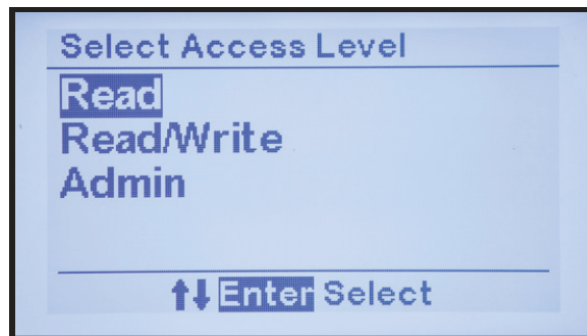 Select Access Level
Read
Read/Write
Admin
↑↓ Enter Select